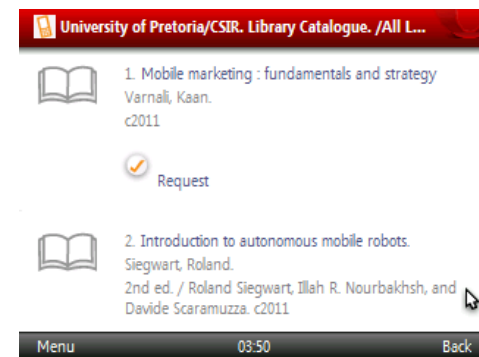 University of Pretoria/CSIR. Library Catalogue. /All L...
1. Mobile marketing : fundamentals and strategy
Varnali, Kaan.
c2011
Request
2. Introduction to autonomous mobile robots.
Siegwart, Roland.
2nd ed. / Roland Siegwart, Illah R. Nourbakhsh, and
Davide Scaramuzza. c2011
Menu 03:50 Back